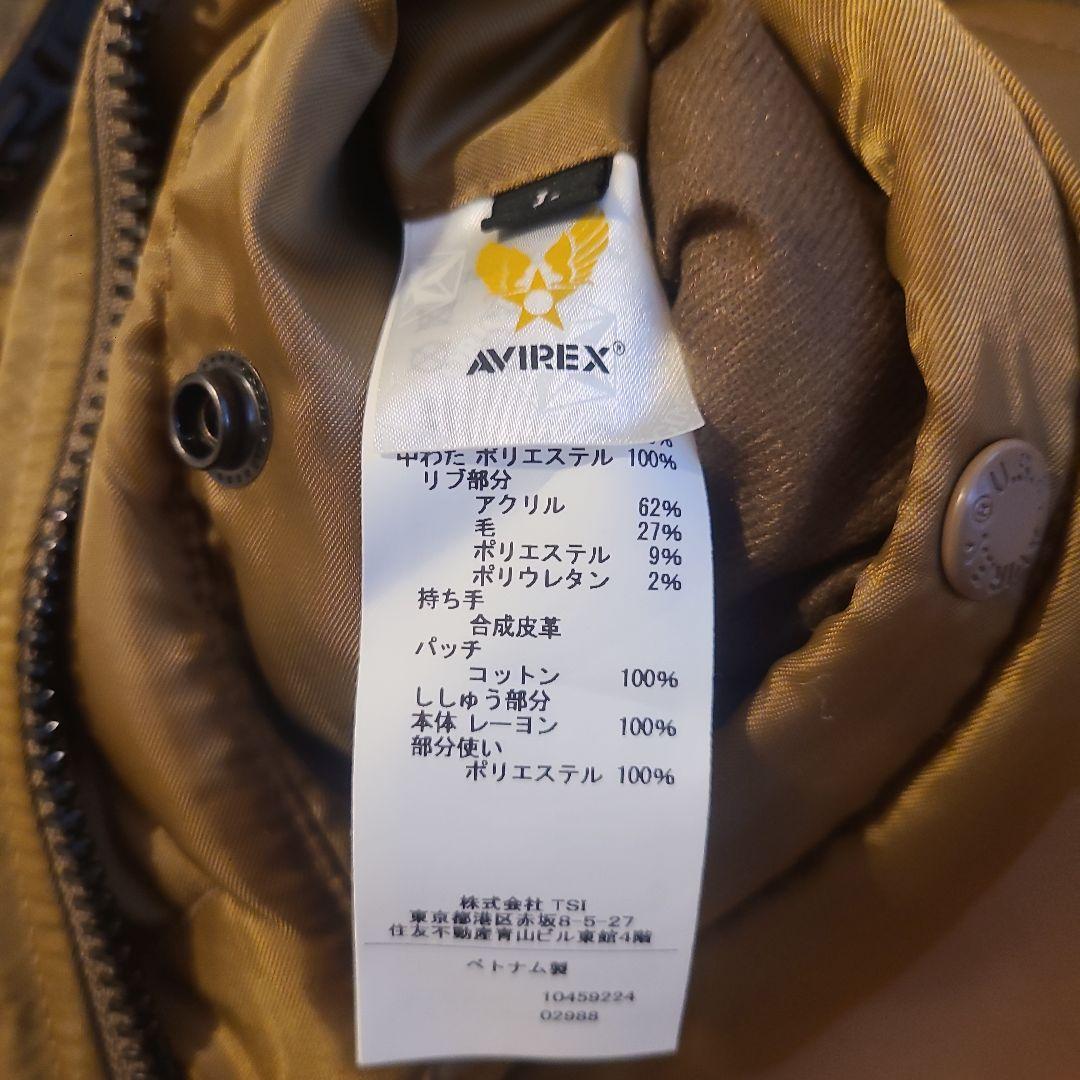 L
AVIREX®
中わた ポリエステル 100%
リブ部分
アクリル 62%
毛 27%
ポリエステル 9%
ポリウレタン 2%
持ち手
合成皮革
パッチ
コットン 100%
ししゅう部分
本体 レーヨン 100%
部分使い
ポリエステル 100%
株式会社 TSI
東京都港区赤坂8-5-27
住友不動産青山ビル東館4階
ベトナム製
10459224
02988
U.S.